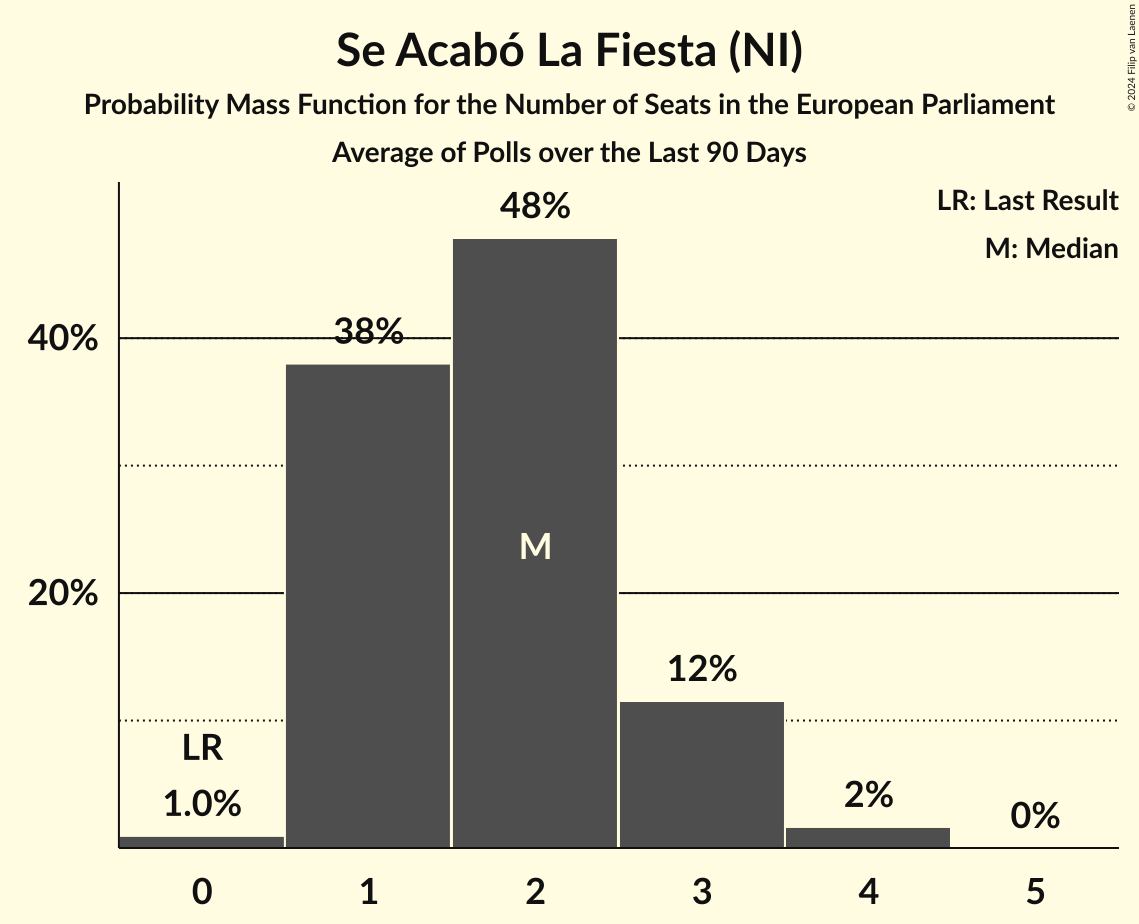 Se Acabó La Fiesta (NI)
Probability Mass Function for the Number of Seats in the European Parliament
Average of Polls over the Last 90 Days
© 2024 Filip van Laenen
LR: Last Result
M: Median
48%
38%
40%
M
20%
12%
LR
1.0%
2%
0%
0 1 2 3 4 5